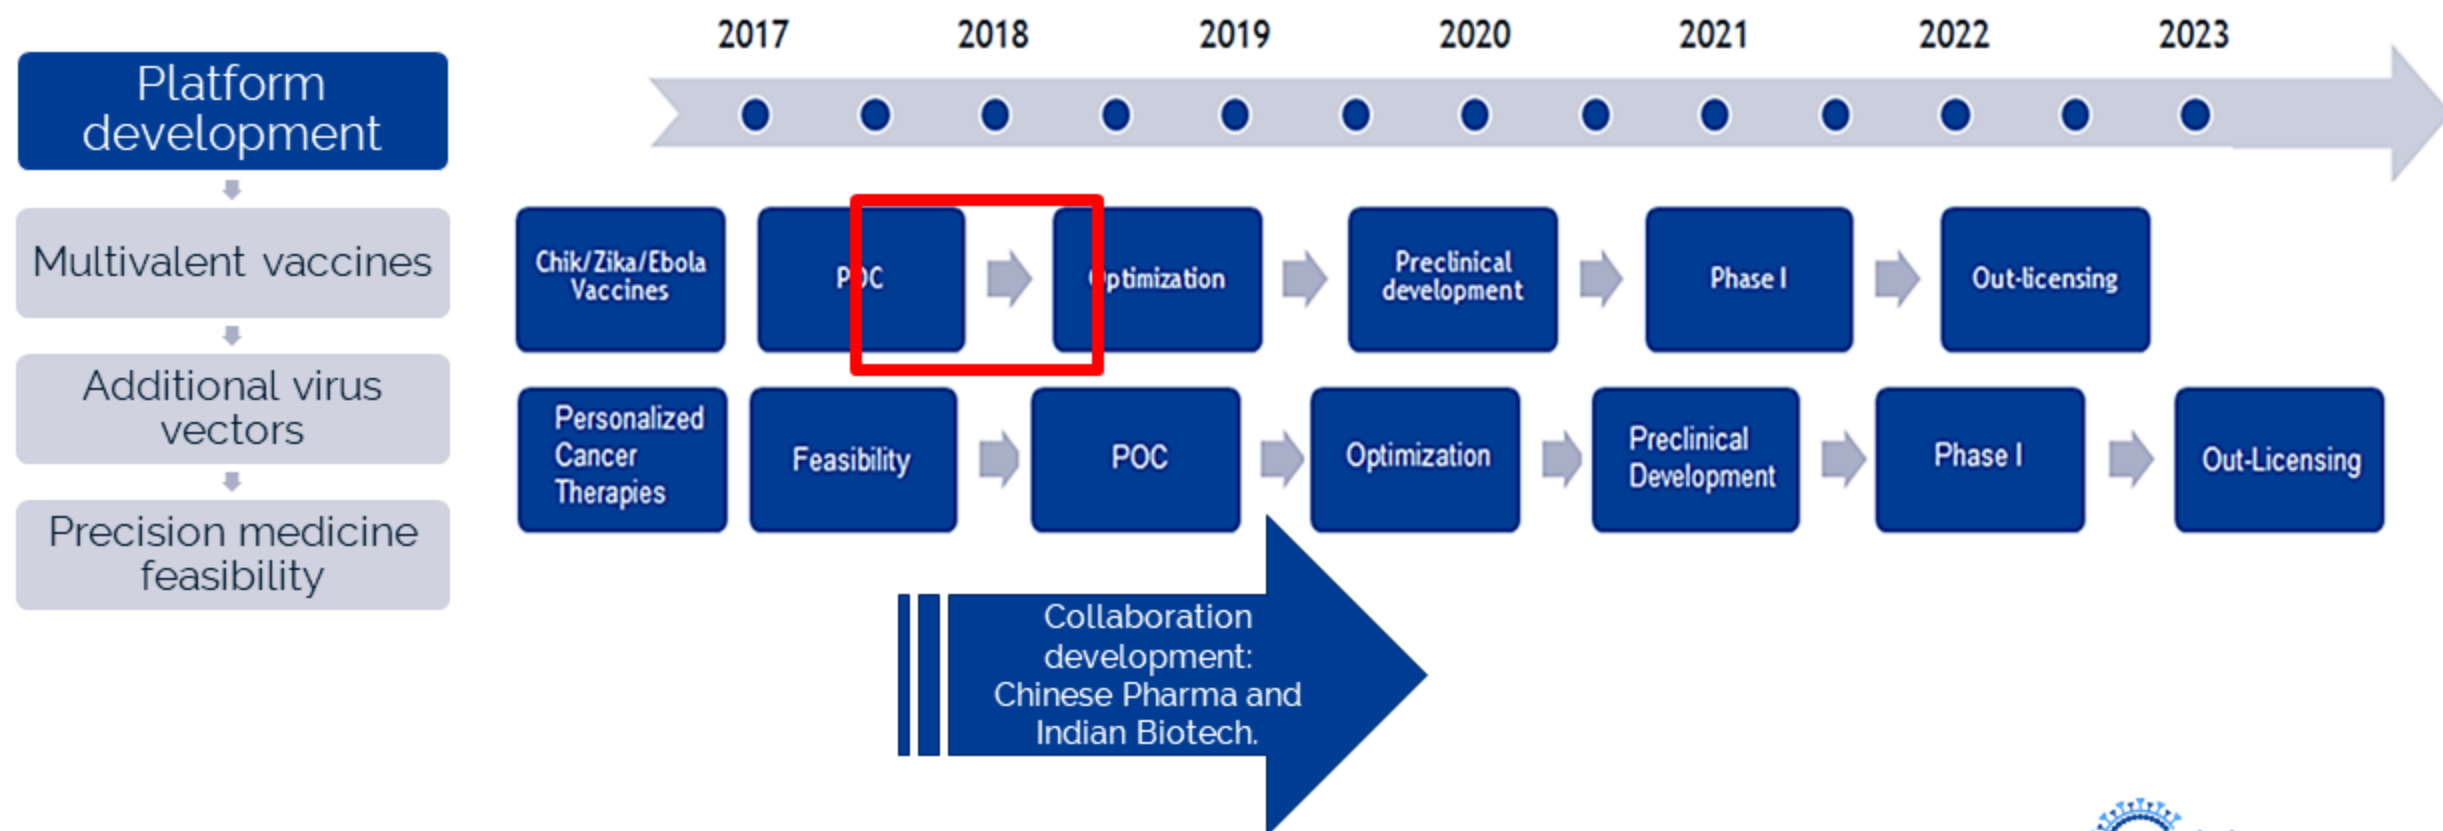 2017 2018 2019 2020 2021 2022 2023
Platform
development
Multivalent vaccines
Additional virus
vectors
Precision medicine
feasibility
Chik/Zika/Ebola
Vaccines
POC
Optimization
Preclinical
development
Phase I
Out-licensing
Personalized
Cancer
Therapies
Feasibility
POC
Optimization
Preclinical
Development
Phase I
Out-Licensing
Collaboration
development:
Chinese Pharma and
Indian Biotech.